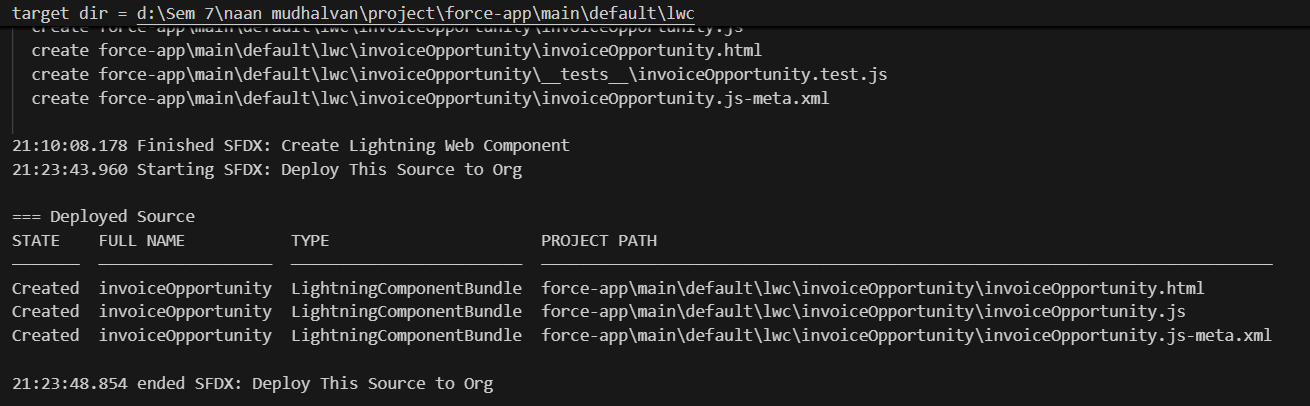 target dir = d:\Sem 7\naan mudhalvan\project\force-app\main\default\lwc
create force-app\main\default\lwc\invoiceOpportunity\invoiceOpportunity.js
create force-app\main\default\lwc\invoiceOpportunity\invoiceOpportunity.html
create force-app\main\default\lwc\invoiceOpportunity\__tests__\invoiceOpportunity.test.js
create force-app\main\default\lwc\invoiceOpportunity\invoiceOpportunity.js-meta.xml
21:10:08.178 Finished SFDX: Create Lightning Web Component
21:23:43.960 Starting SFDX: Deploy This Source to Org
=== Deployed Source
STATE FULL NAME TYPE PROJECT PATH
Created invoiceOpportunity LightningComponentBundle force-app\main\default\lwc\invoiceOpportunity\invoiceOpportunity.html
Created invoiceOpportunity LightningComponentBundle force-app\main\default\lwc\invoiceOpportunity\invoiceOpportunity.js
Created invoiceOpportunity LightningComponentBundle force-app\main\default\lwc\invoiceOpportunity\invoiceOpportunity.js-meta.xml
21:23:48.854 ended SFDX: Deploy This Source to Org